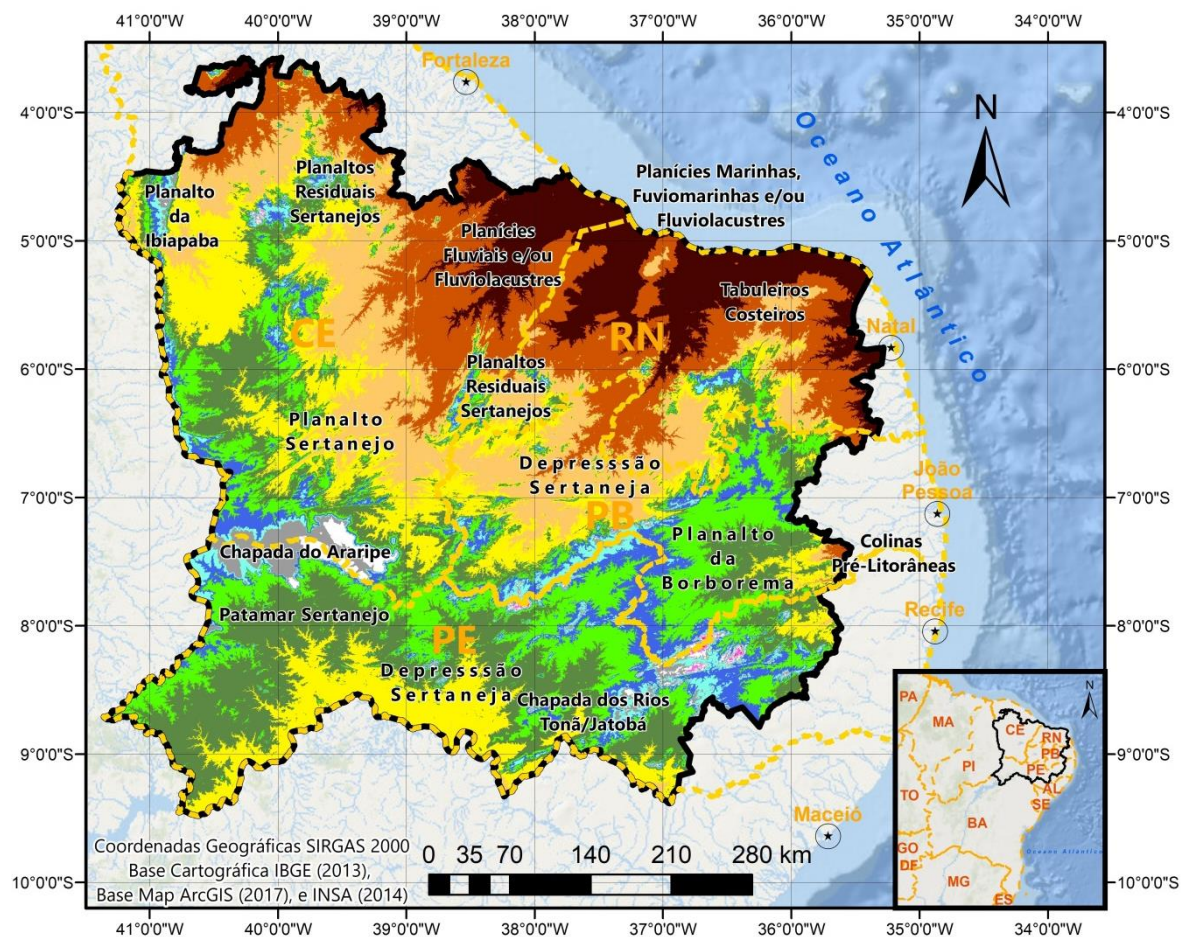 41°0'0"W 40°0'0"W 39°0'0"W 38°0'0"W 37°0'0"W 36°0'0"W 35°0'0"W 34°0'0"W
Fortaleza
4°0'0"S
4°0'0"S
N
Oceano Atlântico
Planalto
da
Ibiapaba
Planaltos
Residuais
Sertanejos
Planícies Marinhas,
Fuviomarinhas e/ou
Fluviolacustres
5°0'0"S
5°0'0"S
Planícies
Fluviais e/ou
Fluviolacustres
Tabuleiros
Costeiros
CE
RN
Natal
6°0'0"S
6°0'0"S
Planaltos
Residuais
Sertanejos
Planalto
Sertanejo
Depresssão
Sertaneja
PB
João
Pessoa
7°0'0"S
7°0'0"S
Chapada do Araripe
Planalto
da
Borborema
Colinas
Pré-Litorâneas
Patamar Sertanejo
Recife
8°0'0"S
8°0'0"S
PE
Depresssão
Sertaneja
Chapada dos Rios
Tonã/Jatobá
9°0'0"S
9°0'0"S
Maceió
Coordenadas Geográficas SIRGAS 2000
Base Cartográfica IBGE (2013),
Base Map ArcGIS (2017), e INSA (2014)
0 35 70 140 210 280 km
10°0'0"S
10°0'0"S
N
PA
MA
CE
RN
PB
PI
PE
AL
SE
TO
BA
GO
DF
Oceano Atlântico
MG
ES
41°0'0"W 40°0'0"W 39°0'0"W 38°0'0"W 37°0'0"W 36°0'0"W 35°0'0"W 34°0'0"W